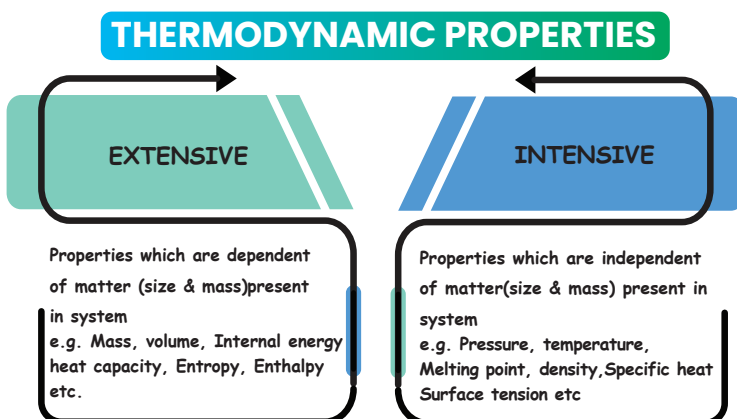 THERMODYNAMIC PROPERTIES
EXTENSIVE
Properties which are dependent
of matter (size & mass)present
in system
e.g. Mass, volume, Internal energy
heat capacity, Entropy, Enthalpy
etc.
INTENSIVE
Properties which are independent
of matter(size & mass) present in
system
e.g. Pressure, temperature,
Melting point, density,Specific heat
Surface tension etc